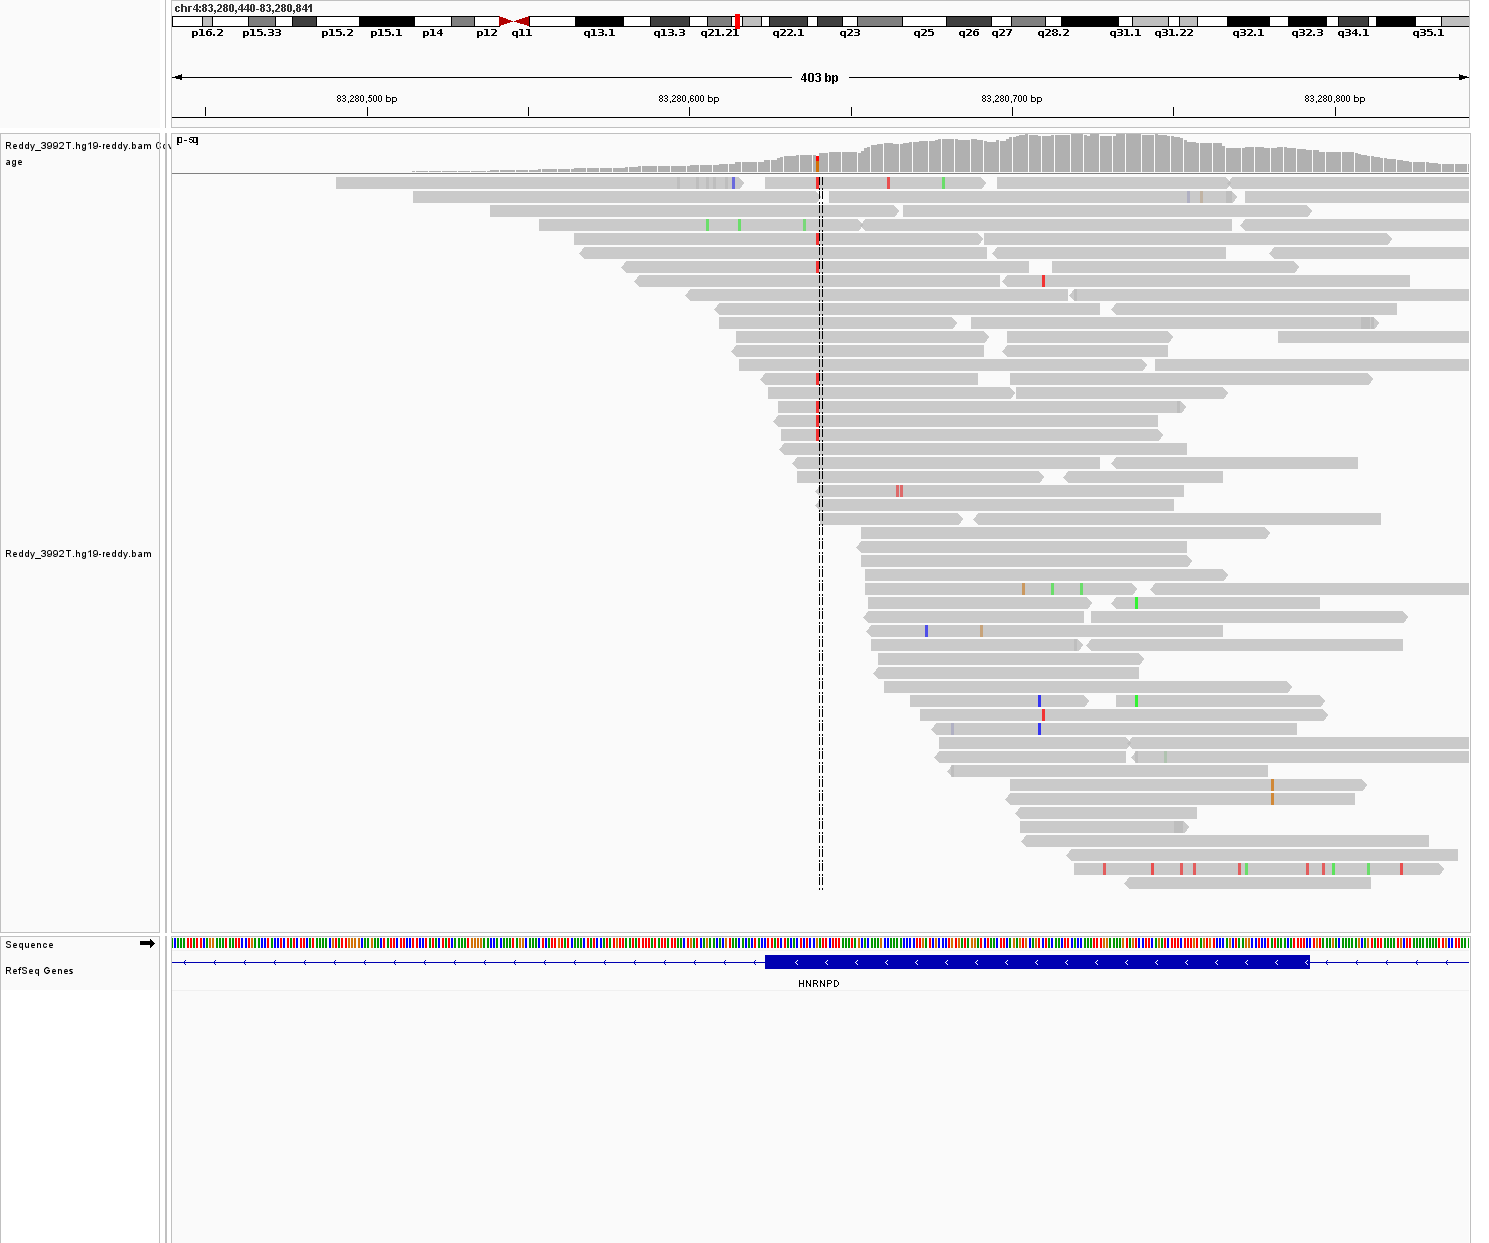 chr4:83,280,440-83,280,841
p16.2 p15.33 p15.2 p15.1 p14 p12 q11 q13.1 q13.3 q21.21 q22.1 q23 q25 q26 q27 q28.2 q31.1 q31.22 q32.1 q32.3 q34.1 q35.1
403 bp
83,280,500 bp 83,280,600 bp 83,280,700 bp 83,280,800 bp
Reddy_3992T.hg19-reddy.bam Cov
age
Reddy_3992T.hg19-reddy.bam
Sequence
RefSeq Genes
HNRNPD